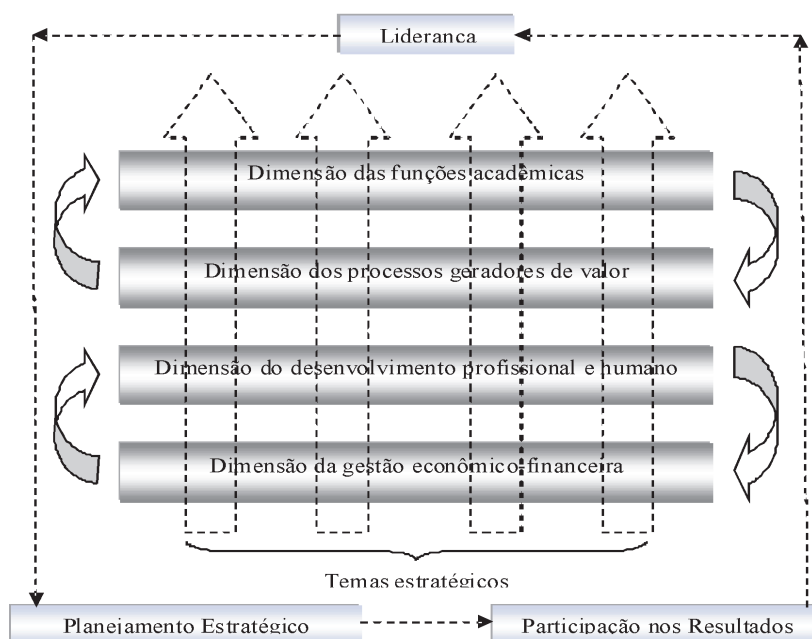 Lideranca
Dimensão das funções acadêmicas
Dimensão dos processos geradores de valor
Dimensão do desenvolvimento profissional e humano
Dimensão da gestão econômico-financeira
Temas estratégicos
Planejamento Estratégico
Participação nos Resultados